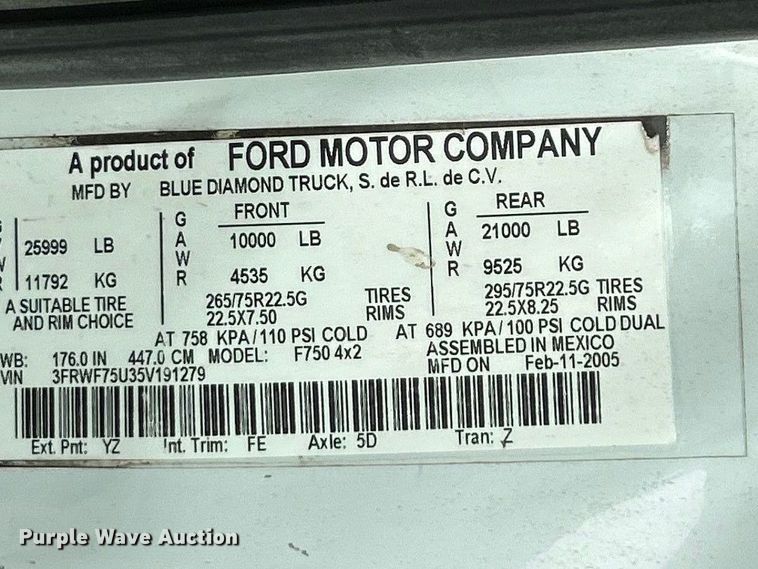 A product of FORD MOTOR COMPANY
MFD BY BLUE DIAMOND TRUCK, S. de R.L. de C.V.
FRONT REAR
25999 LB GAWR 10000 LB GAWR 21000 LB
11792 KG 4535 KG 9525 KG
A SUITABLE TIRE 265/75R22.5G TIRES 295/75R22.5G TIRES
AND RIM CHOICE 22.5X7.50 RIMS 22.5X8.25 RIMS
AT 758 KPA/110 PSI COLD AT 689 KPA/100 PSI COLD DUAL
WB: 176.0 IN 447.0 CM MODEL: F750 4x2 ASSEMBLED IN MEXICO
VIN 3FRWF75U35V191279 MFD ON Feb-11-2005
Ext. Pnt: YZ Int. Trim: FE Axle: 5D Tran: Z
Purple Wave Auction